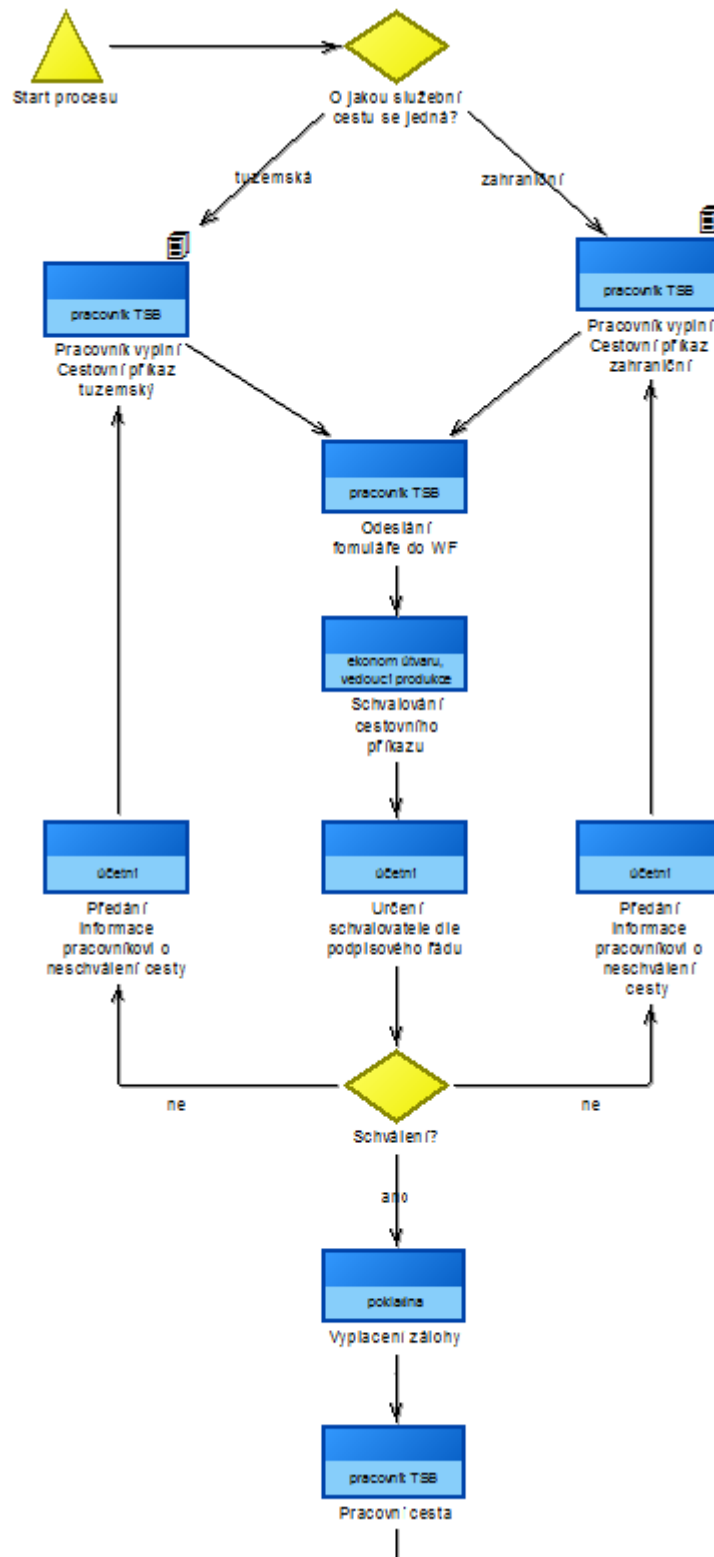 Start procesu
O jakou služební
cestu se jedná?
tuzemská
zahraniční
pracovník TSB
Pracovník vyplní
Cestovní příkaz
tuzemský
pracovník TSB
Pracovník vyplní
Cestovní příkaz
zahraniční
pracovník TSB
Odeslání
fomuláře do WF
ekonom útvaru,
vedoucí produkce
Schvalování
cestovního
příkazu
účetní
Předání
informace
pracovníkovi o
neschválení cesty
účetní
Určení
schvalovatele dle
podpisového řádu
účetní
Předání
informace
pracovníkovi o
neschválení
cesty
ne
ne
Schválení?
ano
pokladna
Vyplacení zálohy
pracovník TSB
Pracovní cesta